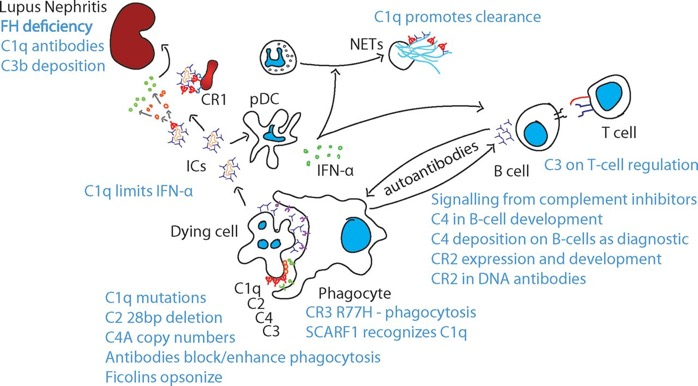 Lupus Nephritis
FH deficiency
C1q antibodies
C3b deposition
C1q promotes clearance
NETs
CR1
pDC
ICs
IFN-α
T cell
B cell
autoantibodies
C3 on T-cell regulation
C1q limits IFN-α
Signalling from complement inhibitors
C4 in B-cell development
C4 deposition on B-cells as diagnostic
CR2 expression and development
CR2 in DNA antibodies
Dying cell
C1q
C2
C4
C3
Phagocyte
CR3 R77H - phagocytosis
SCARF1 recognizes C1q
C1q mutations
C2 28bp deletion
C4A copy numbers
Antibodies block/enhance phagocytosis
Ficolins opsonize